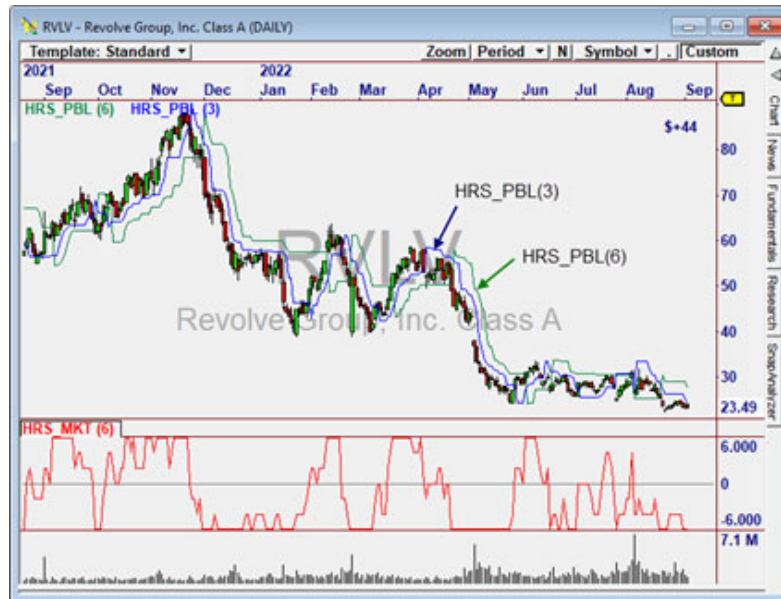 RVLV - Revolve Group, Inc. Class A (DAILY)
Template: Standard Zoom Period N Symbol . Custom
2021 2022
Sep Oct Nov Dec Jan Feb Mar Apr May Jun Jul Aug Sep
HRS_PBL (6) HRS_PBL (3)
T
$+44
80
70
60
50
40
30
23.49
HRS_PBL(3)
HRS_PBL(6)
RVLV
Revolve Group, Inc. Class A
HRS_MKT (6)
6.000
0
-6.000
7.1 M
Chart
News
Fundamentals
Research
SnapAnalyzer